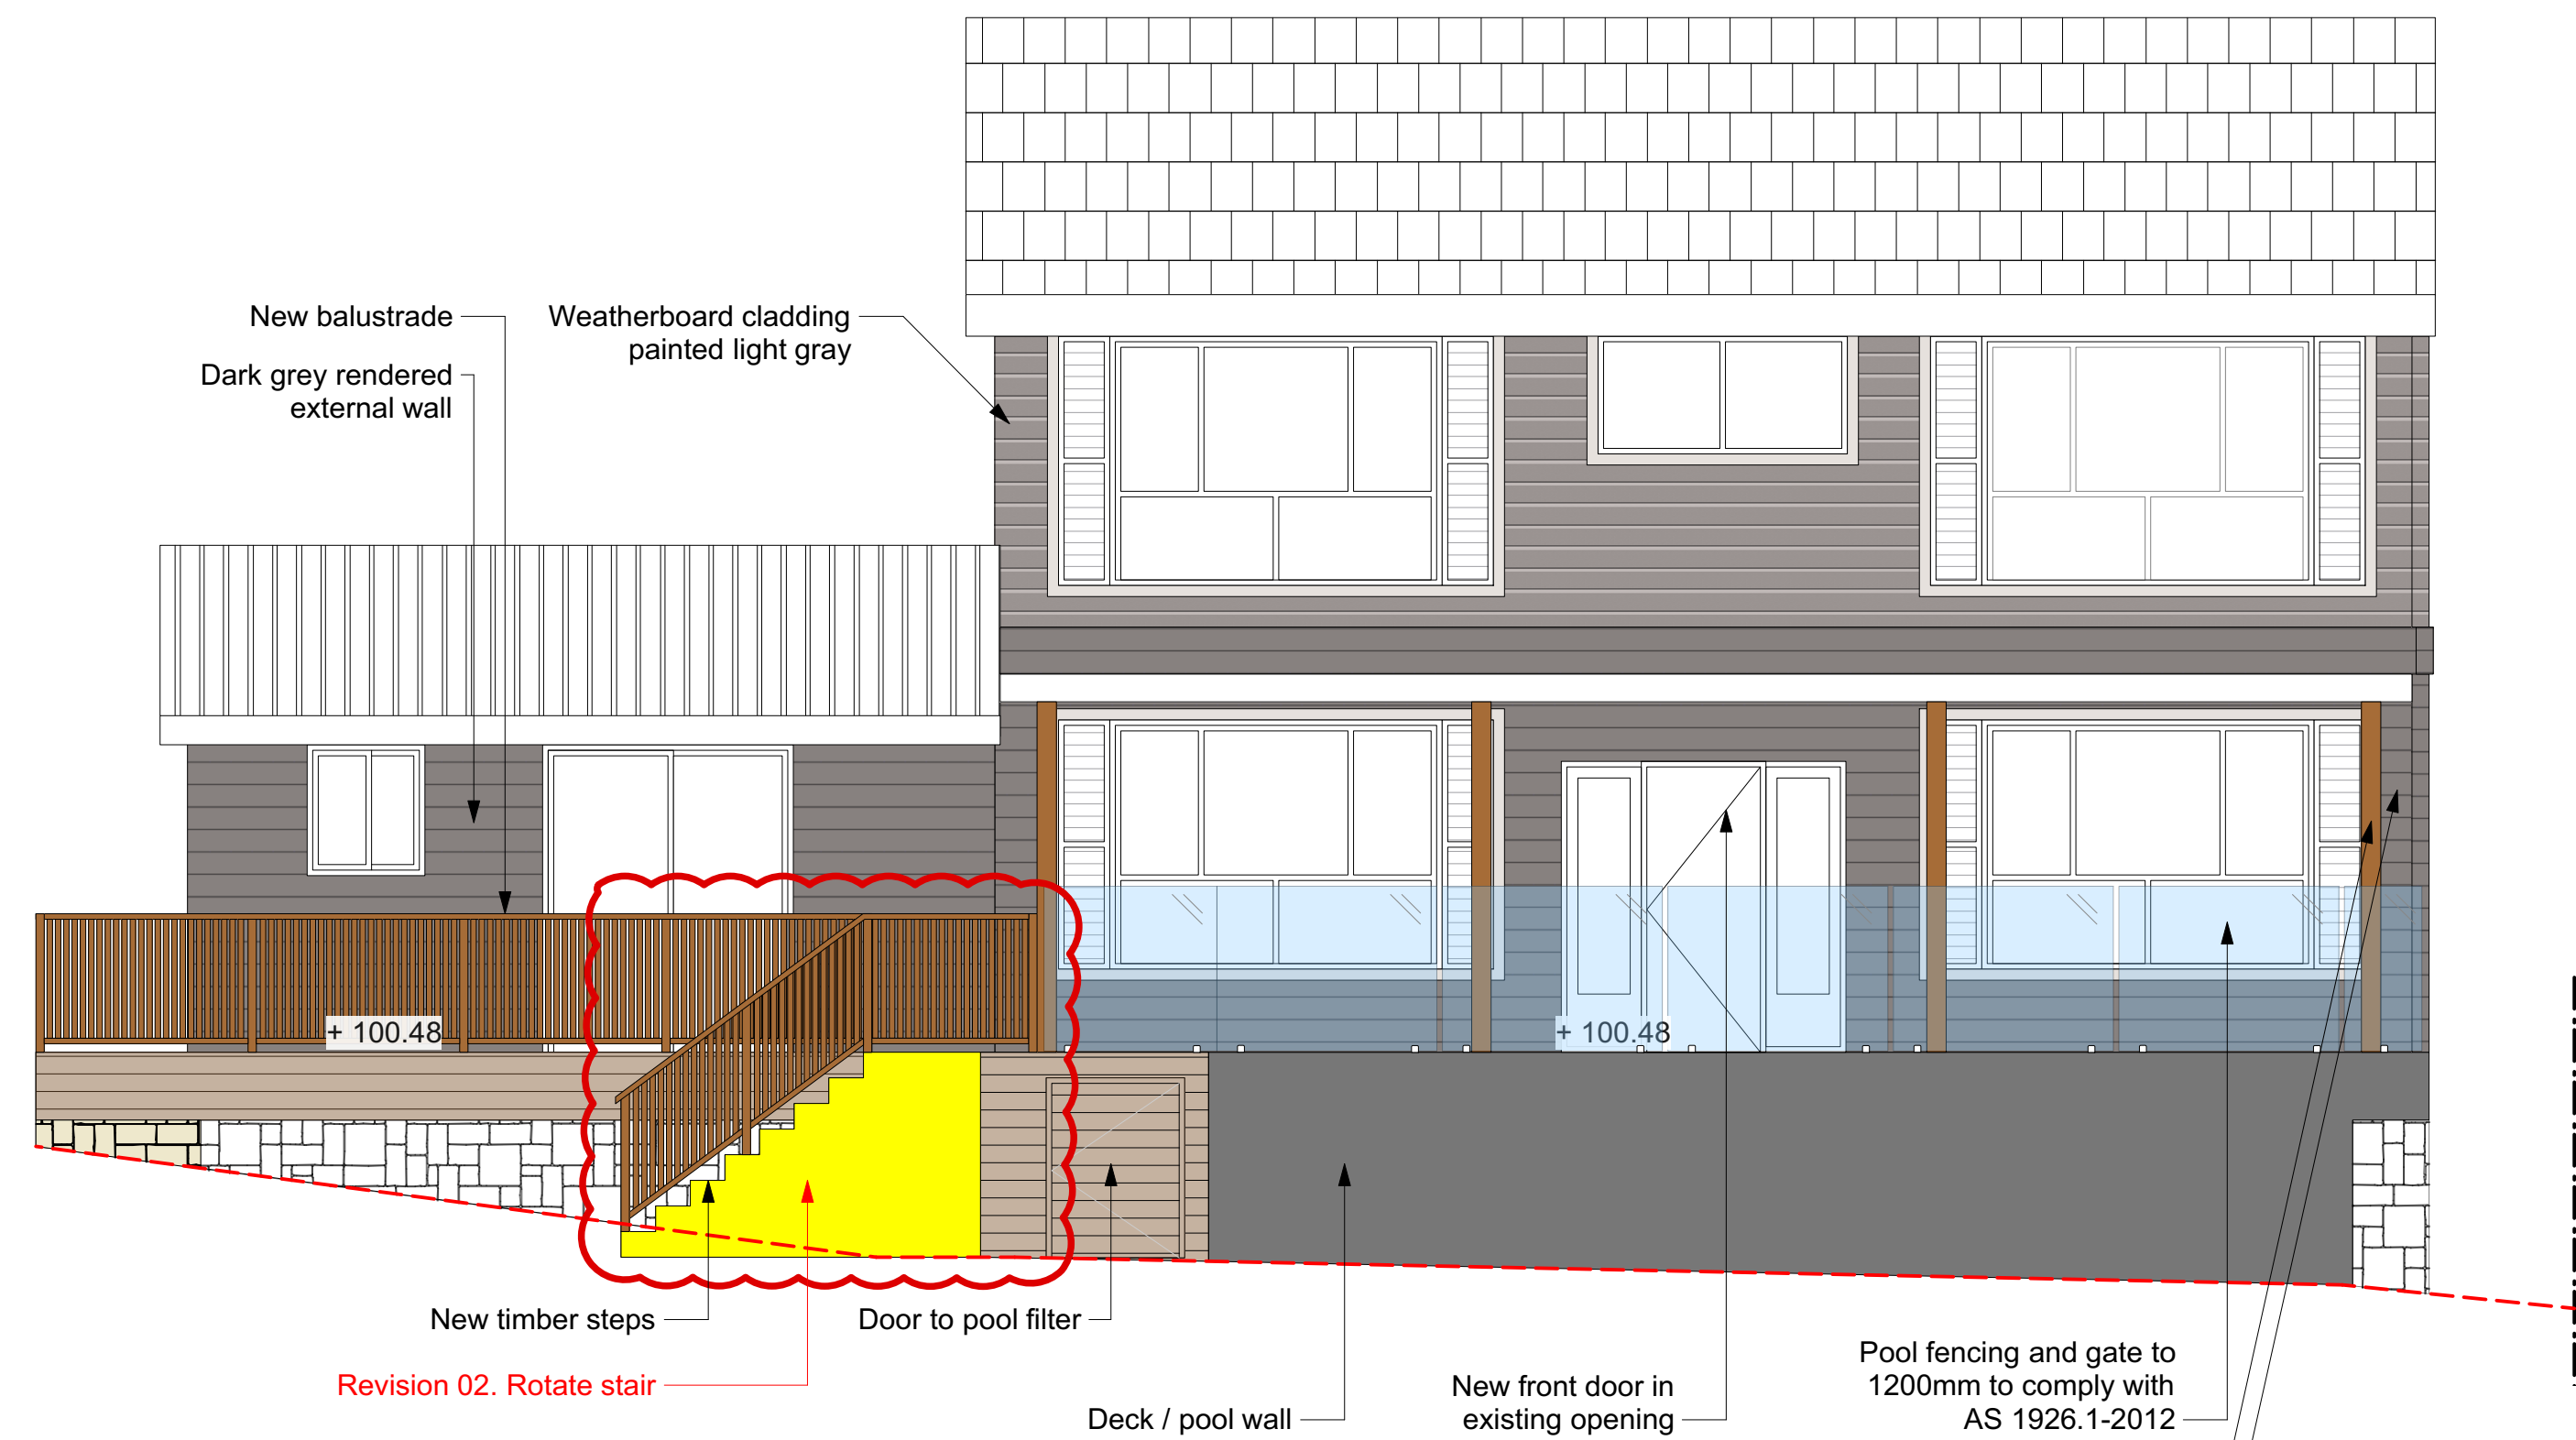 New balustrade
Weatherboard cladding
painted light gray
Dark grey rendered
external wall
+ 100.48
+ 100.48
New timber steps
Door to pool filter
Revision 02. Rotate stair
Deck / pool wall
New front door in
existing opening
Pool fencing and gate to
1200mm to comply with
AS 1926.1-2012